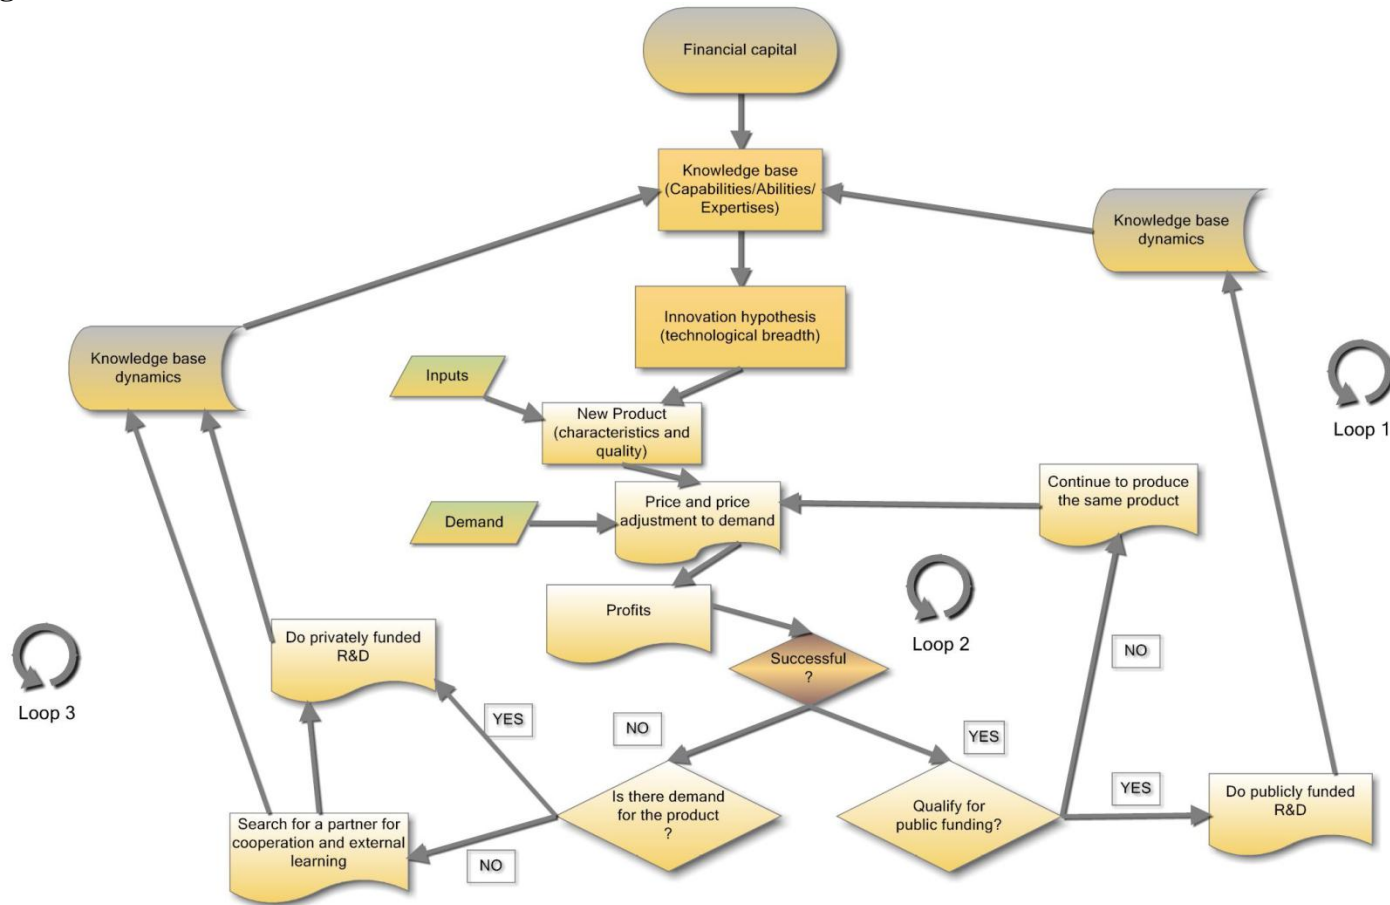 Financial capital
Knowledge base
(Capabilities/Abilities/
Expertises)
Knowledge base
dynamics
Innovation hypothesis
(technological breadth)
Knowledge base
dynamics
Inputs
Loop 1
New Product
(characteristics and
quality)
Continue to produce
the same product
Price and price
adjustment to demand
Demand
Profits
Loop 2
Do privately funded
R&D
NO
Successful
?
Loop 3
YES
NO
YES
YES
Do publicly funded
R&D
Is there demand
for the product
?
Qualify for
public funding?
Search for a partner for
cooperation and external
learning
NO